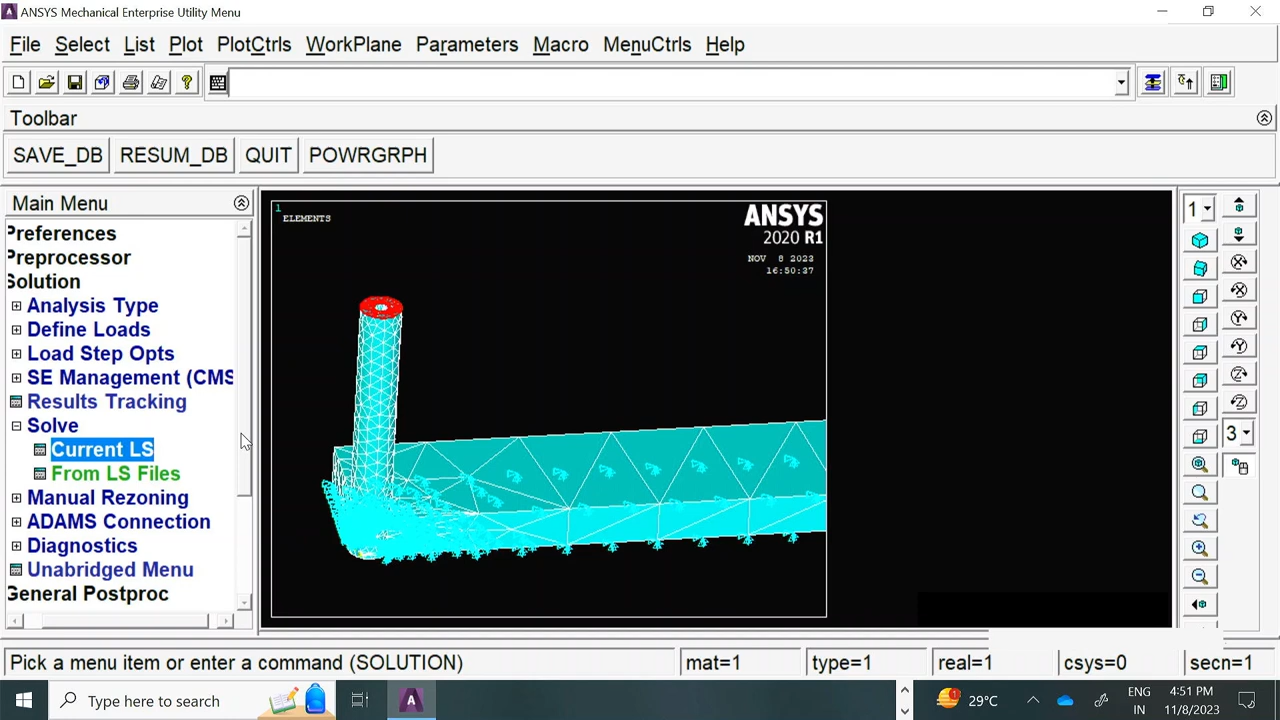 ANSYS Mechanical Enterprise Utility Menu
File Select List Plot PlotCtrls WorkPlane Parameters Macro MenuCtrls Help
Toolbar
SAVE_DB RESUM_DB QUIT POWRGRPH
Main Menu
Preferences
Preprocessor
Solution
Analysis Type
Define Loads
Load Step Opts
SE Management (CMS
Results Tracking
Solve
Current LS
From LS Files
Manual Rezoning
ADAMS Connection
Diagnostics
Unabridged Menu
General Postproc
1
ELEMENTS
ANSYS
2020 R1
NOV 8 2023
16:50:37
1
3
Pick a menu item or enter a command (SOLUTION) mat=1 type=1 real=1 csys=0 secn=1
Type here to search
1
29°C
ENG
IN
4:51 PM
11/8/2023